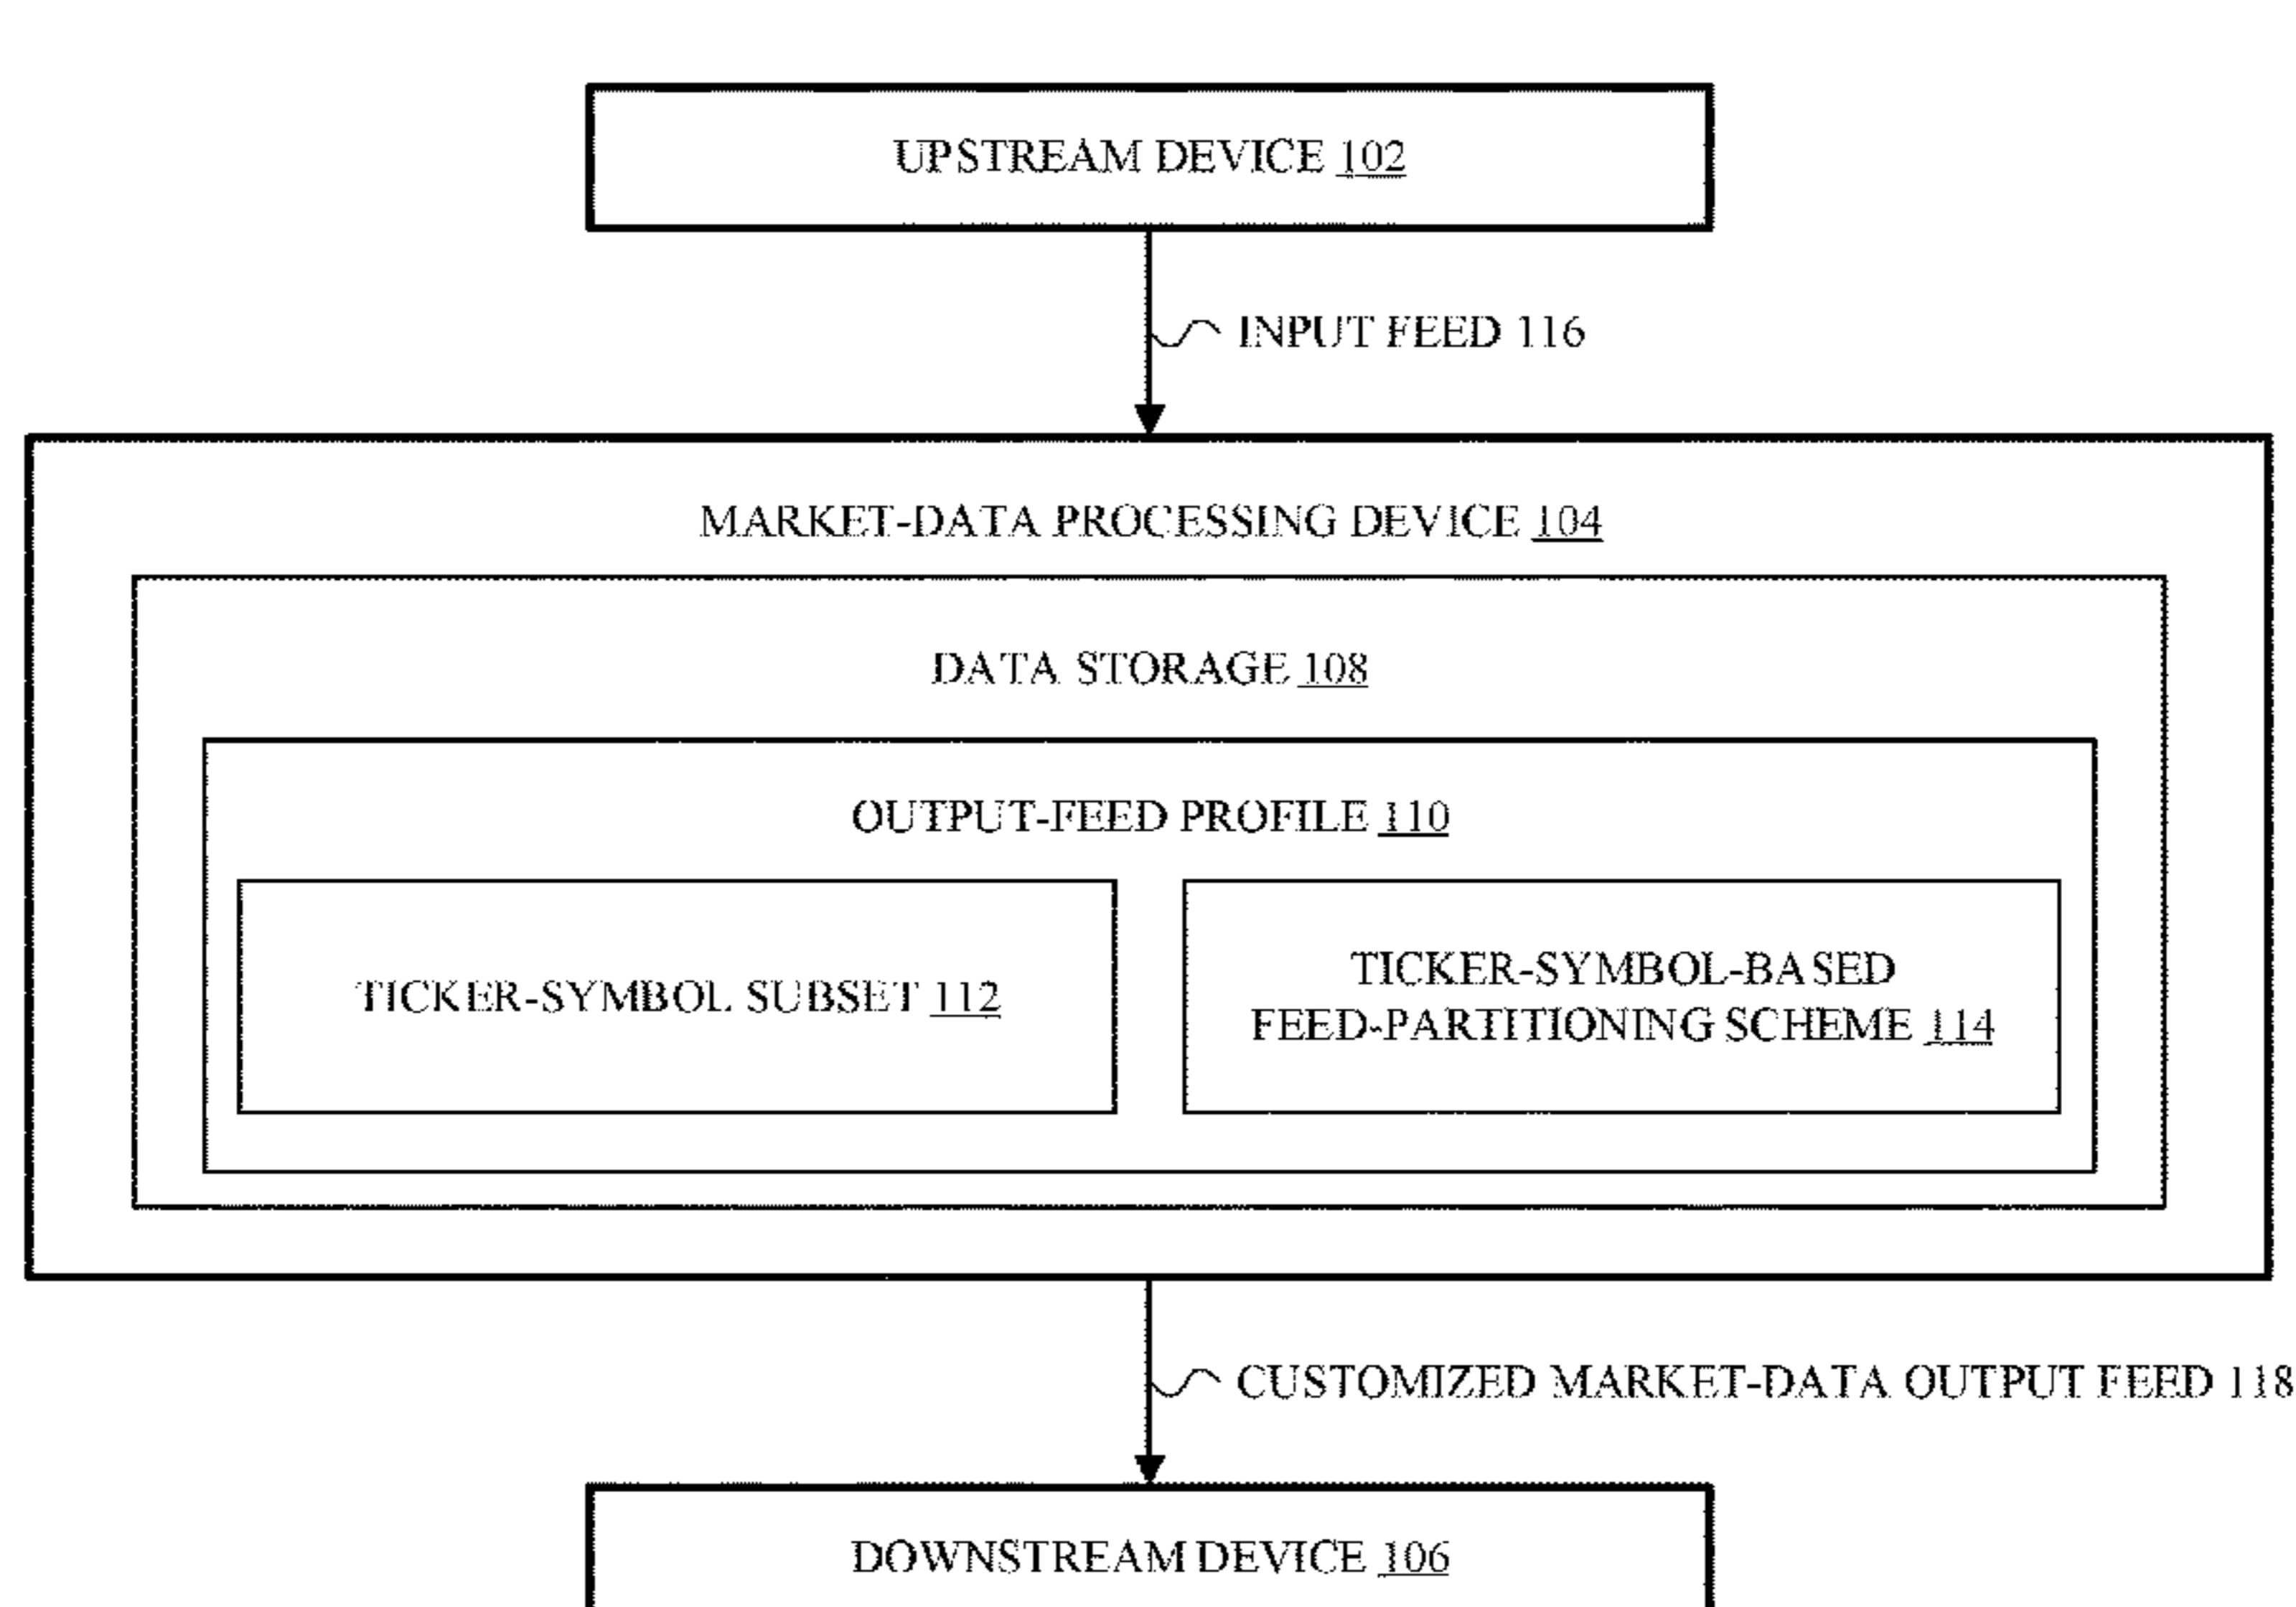 UPSTREAM DEVICE 102
INPUT FEED 116
MARKET-DATA PROCESSING DEVICE 104
DATA STORAGE 108
OUTPUT-FEED PROFILE 110
TICKER-SYMBOL SUBSET 112
TICKER-SYMBOL-BASED
FEED-PARTITIONING SCHEME 114
CUSTOMIZED MARKET-DATA OUTPUT FEED 118
DOWNSTREAM DEVICE 106